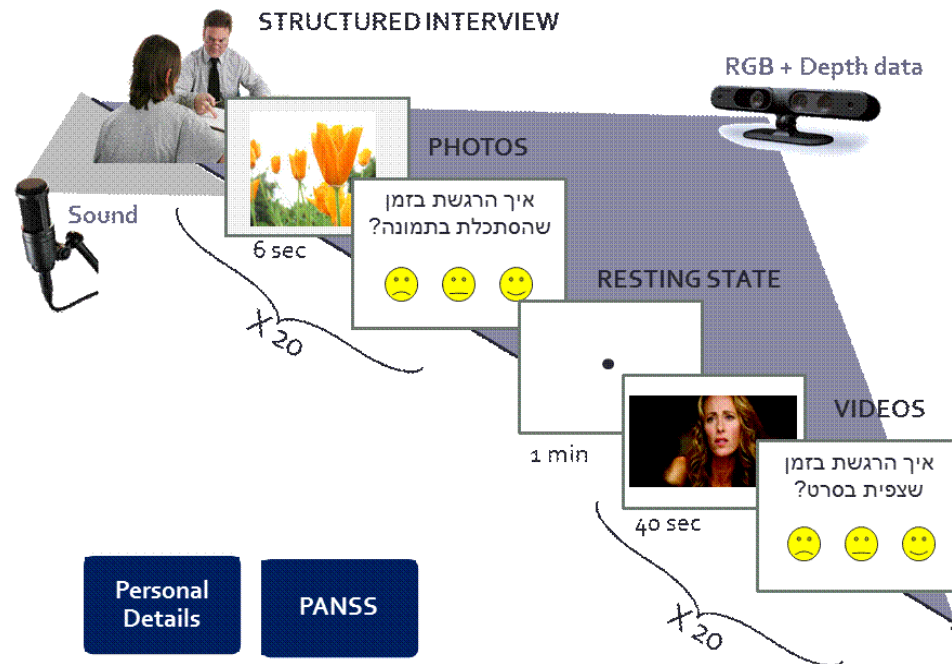 STRUCTURED INTERVIEW
RGB + Depth data
PHOTOS
Sound
איך הרגשת בזמן
שהסתכלת בתמונה?
6 sec
RESTING STATE
X 20
VIDEOS
1 min
איך הרגשת בזמן
שצפית בסרט?
40 sec
Personal
Details
PANSS
X 20